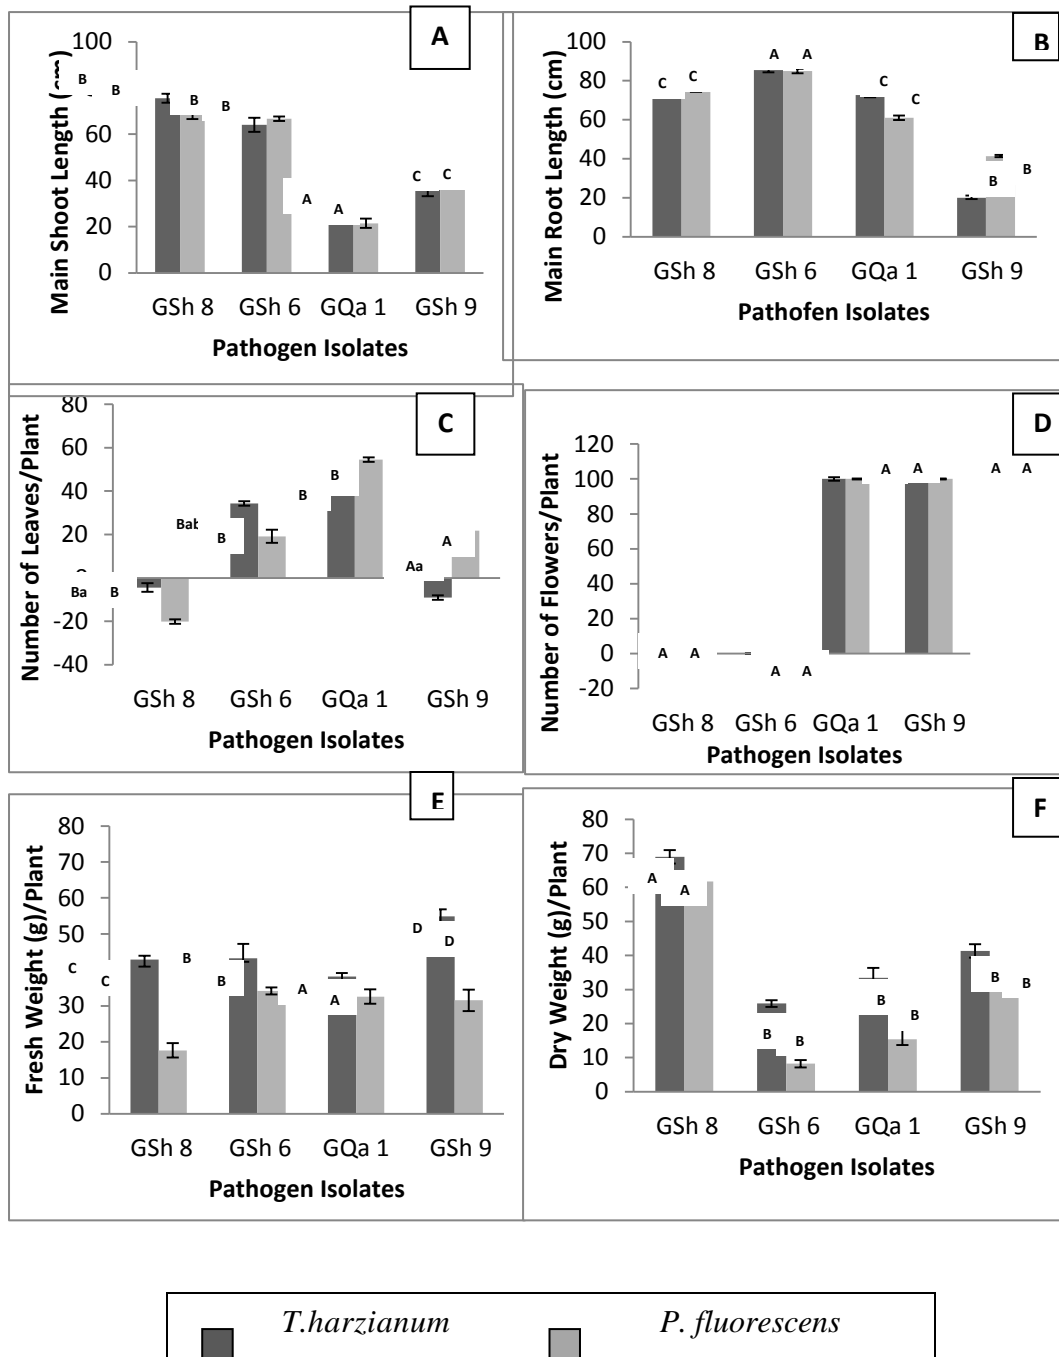 A
Main Shoot Length (cm)
100
60
40
20
0
B
B
B
B
A
A
C
C
GSh 8 GSh 6 GQa 1 GSh 9
Pathogen Isolates
B
Main Root Length (cm)
100
80
60
40
20
0
C
C
A
A
C
C
B
B
GSh 8 GSh 6 GQa 1 GSh 9
Pathofen Isolates
C
Number of Leaves/Plant
80
60
40
20
-20
-40
Ba
B
Bab
B
B
B
Aa
A
GSh 8 GSh 6 GQa 1 GSh 9
Pathogen Isolates
D
Number of Flowers/Plant
120
100
80
60
40
20
0
-20
A
A
A
A
A
A
A
A
GSh 8 GSh 6 GQa 1 GSh 9
Pathogen Isolates
E
Fresh Weight (g)/Plant
80
70
60
50
30
20
10
0
C
C
B
B
A
A
D
D
GSh 8 GSh 6 GQa 1 GSh 9
Pathogen Isolates
F
Dry Weight (g)/Plant
80
70
60
50
40
30
20
10
0
A
A
B
B
B
B
B
B
GSh 8 GSh 6 GQa 1 GSh 9
Pathogen Isolates
T.harzianum P. fluorescens